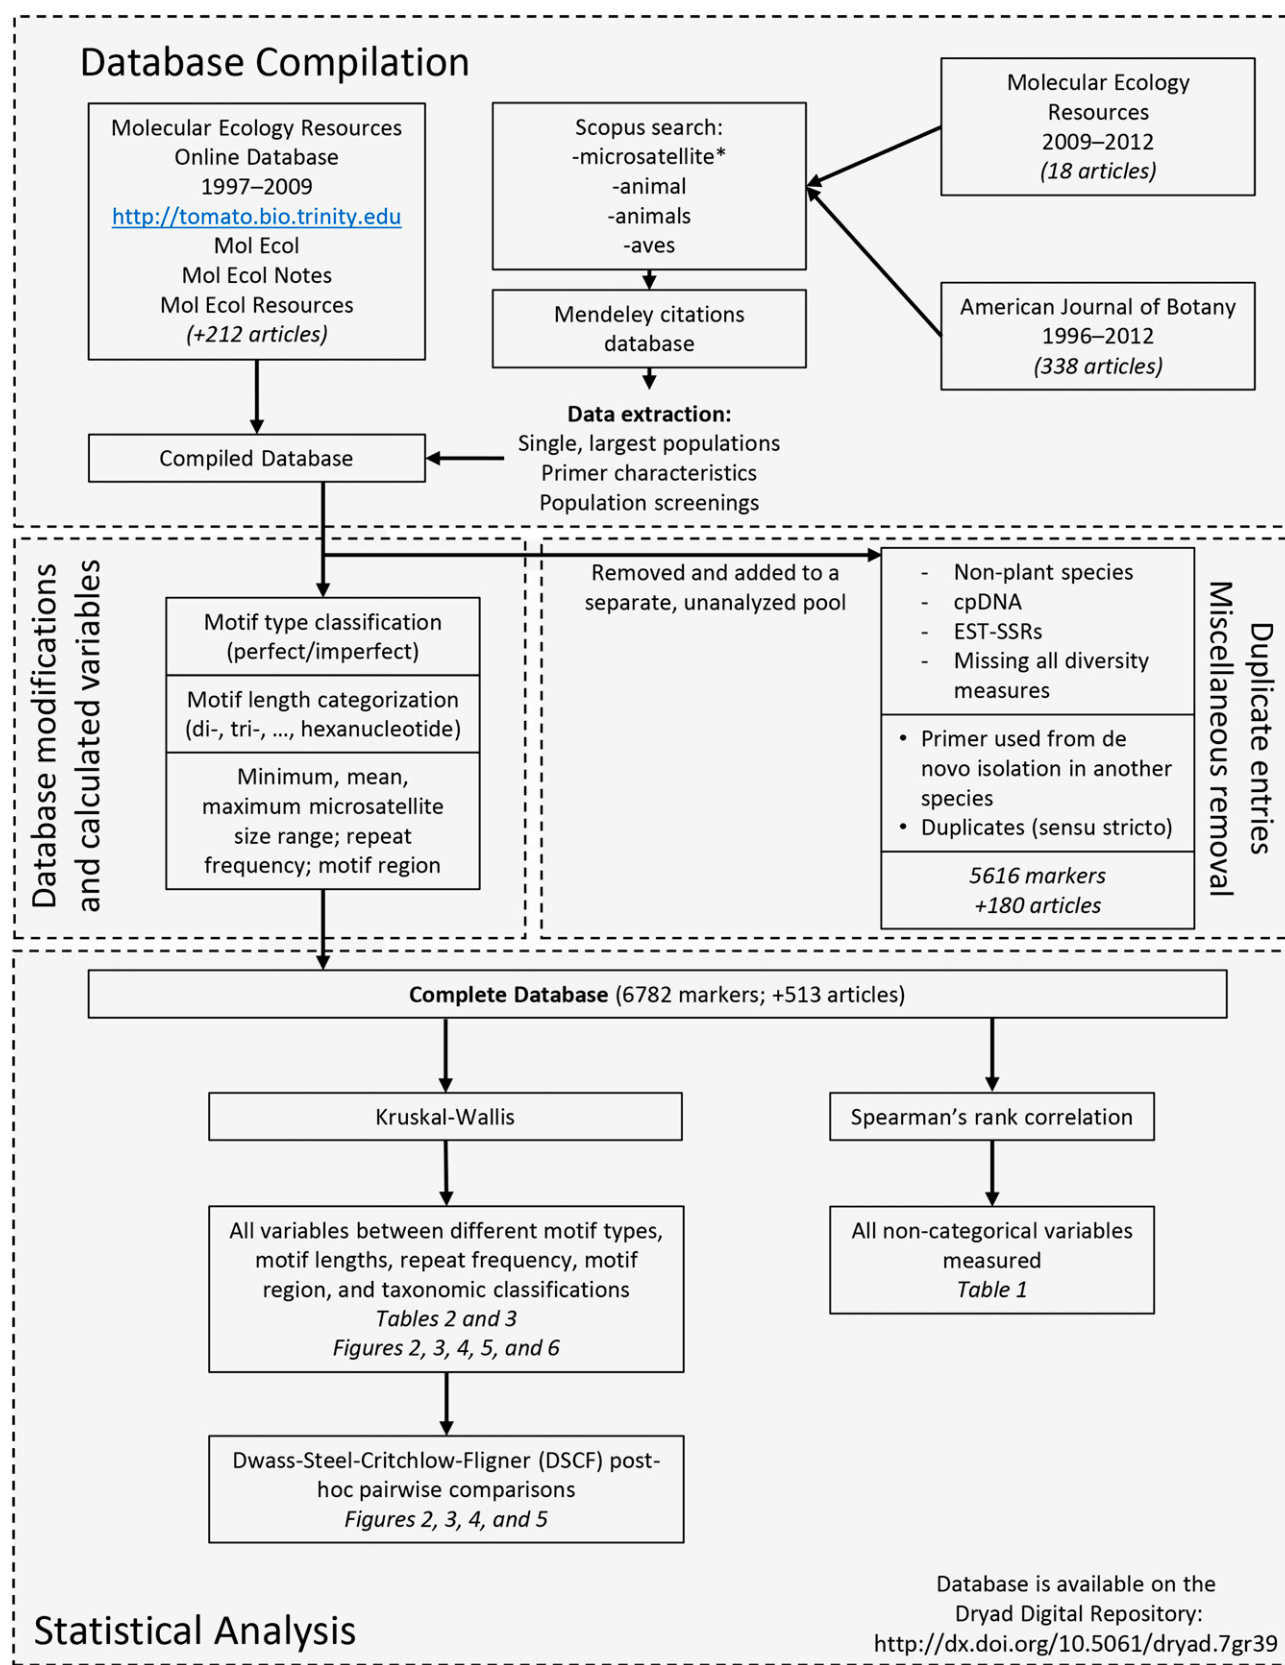 Database Compilation
Molecular Ecology Resources
Online Database
1997–2009
http://tomato.bio.trinity.edu
Mol Ecol
Mol Ecol Notes
Mol Ecol Resources
(+212 articles)
Scopus search:
-microsatellite*
-animal
-animals
-aves
Molecular Ecology
Resources
2009–2012
(18 articles)
Mendeley citations
database
American Journal of Botany
1996–2012
(338 articles)
Data extraction:
Single, largest populations
Primer characteristics
Population screenings
Compiled Database
Database modifications
and calculated variables
Motif type classification
(perfect/imperfect)
Motif length categorization
(di-, tri-, ..., hexanucleotide)
Minimum, mean,
maximum microsatellite
size range; repeat
frequency; motif region
Removed and added to a
separate, unanalyzed pool
- Non-plant species
- cpDNA
- EST-SSRs
- Missing all diversity
measures
• Primer used from de
novo isolation in another
species
• Duplicates (sensu stricto)
5616 markers
+180 articles
Duplicate entries
Miscellaneous removal
Complete Database (6782 markers; +513 articles)
Kruskal-Wallis
Spearman’s rank correlation
All variables between different motif types,
motif lengths, repeat frequency, motif
region, and taxonomic classifications
Tables 2 and 3
Figures 2, 3, 4, 5, and 6
All non-categorical variables
measured
Table 1
Dwass-Steel-Critchlow-Fligner (DSCF) post-
hoc pairwise comparisons
Figures 2, 3, 4, and 5
Statistical Analysis
Database is available on the
Dryad Digital Repository:
http://dx.doi.org/10.5061/dryad.7gr39